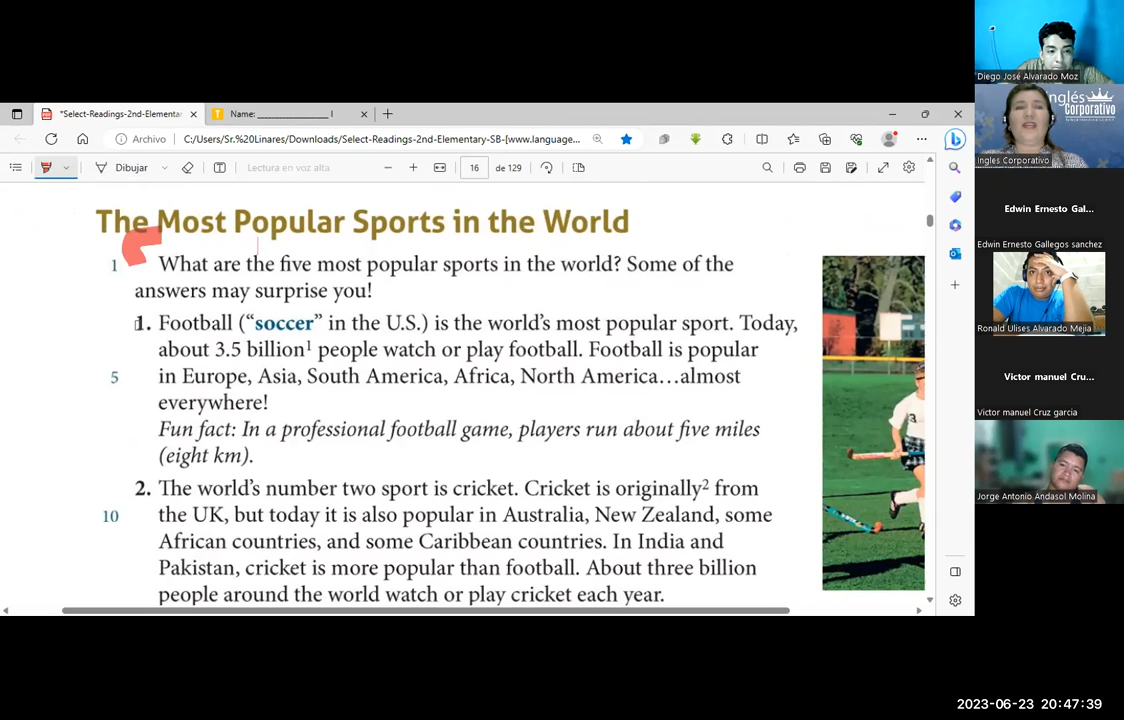 *Select-Readings-2nd-Elementa
Name: ________________ I
Archivo
C:/Users/Sr.%20Linares/Downloads/Select-Readings-2nd-Elementary-SB-[www.language...
Dibujar
Lectura en voz alta
16
de 129
The Most Popular Sports in the World
1 What are the five most popular sports in the world? Some of the
answers may surprise you!
1. Football (“soccer” in the U.S.) is the world’s most popular sport. Today,
about 3.5 billion¹ people watch or play football. Football is popular
5 in Europe, Asia, South America, Africa, North America…almost
everywhere!
Fun fact: In a professional football game, players run about five miles
(eight km).
2. The world’s number two sport is cricket. Cricket is originally² from
10 the UK, but today it is also popular in Australia, New Zealand, some
African countries, and some Caribbean countries. In India and
Pakistan, cricket is more popular than football. About three billion
people around the world watch or play cricket each year.
Diego José Alvarado Moz
nglés
Corporativo
Ingles Corporativo
Edwin Ernesto Gal...
Edwin Ernesto Gallegos sanchez
Ronald Ulises Alvarado Mejia
Victor manuel Cru...
Victor manuel Cruz garcia
Jorge Antonio Andasol Molina
2023-06-23 20:47:39